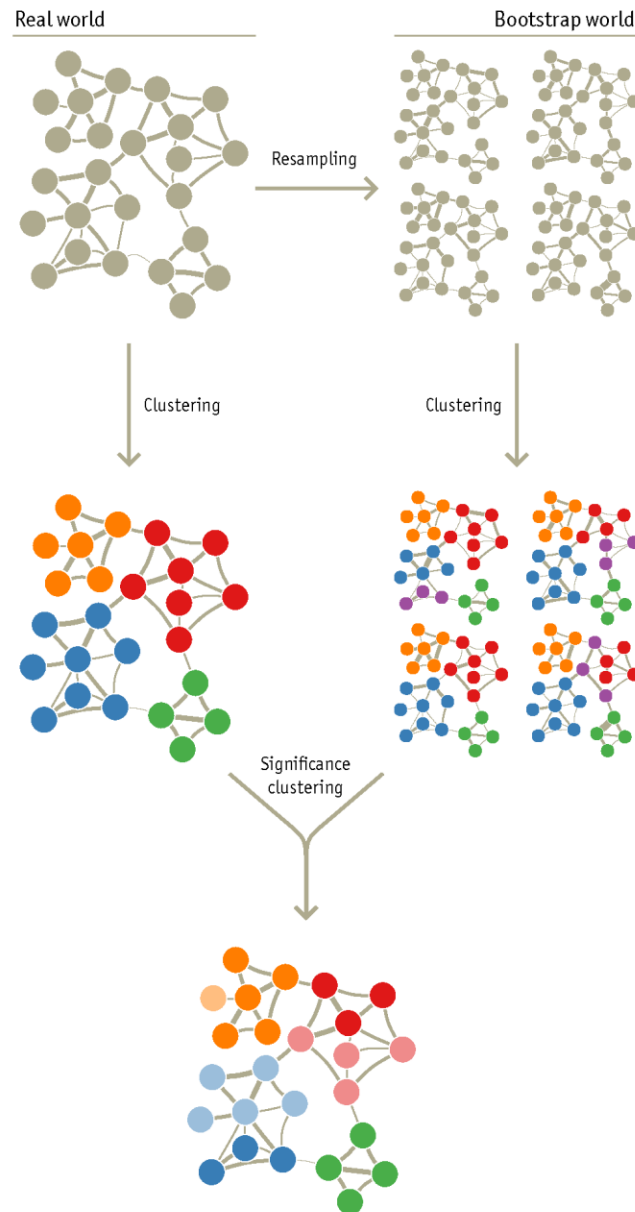 Real world
Bootstrap world
Resampling
Clustering
Clustering
Significance
clustering